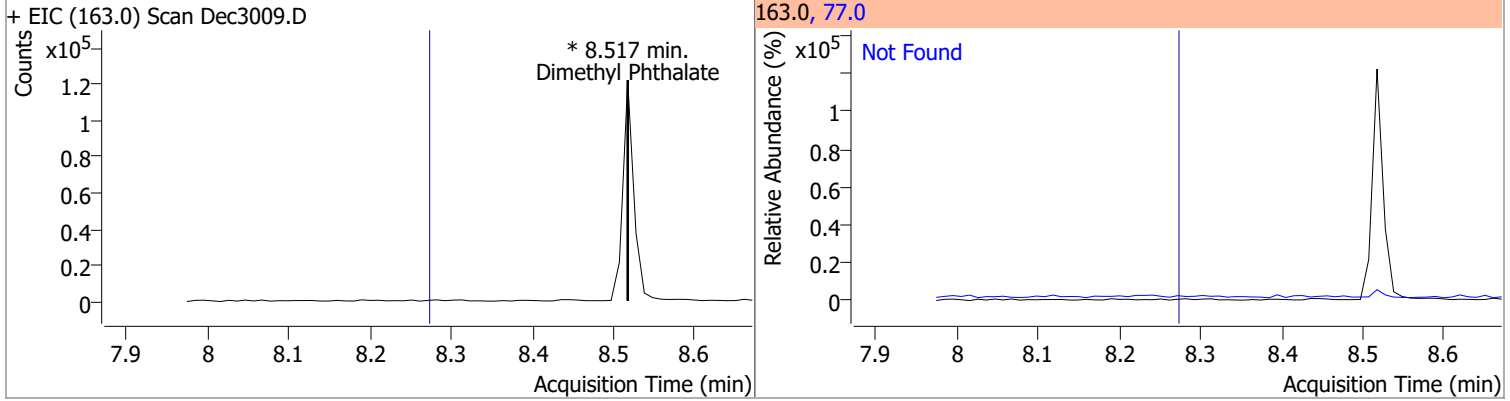 + EIC (163.0) Scan Dec3009.D
Counts
x10⁵
* 8.517 min.
Dimethyl Phthalate
1.2
1
0.8
0.6
0.4
0.2
0
7.9 8 8.1 8.2 8.3 8.4 8.5 8.6
Acquisition Time (min)
163.0, 77.0
Relative Abundance (%)
x10⁵
Not Found
1
0.8
0.6
0.4
0.2
0
7.9 8 8.1 8.2 8.3 8.4 8.5 8.6
Acquisition Time (min)